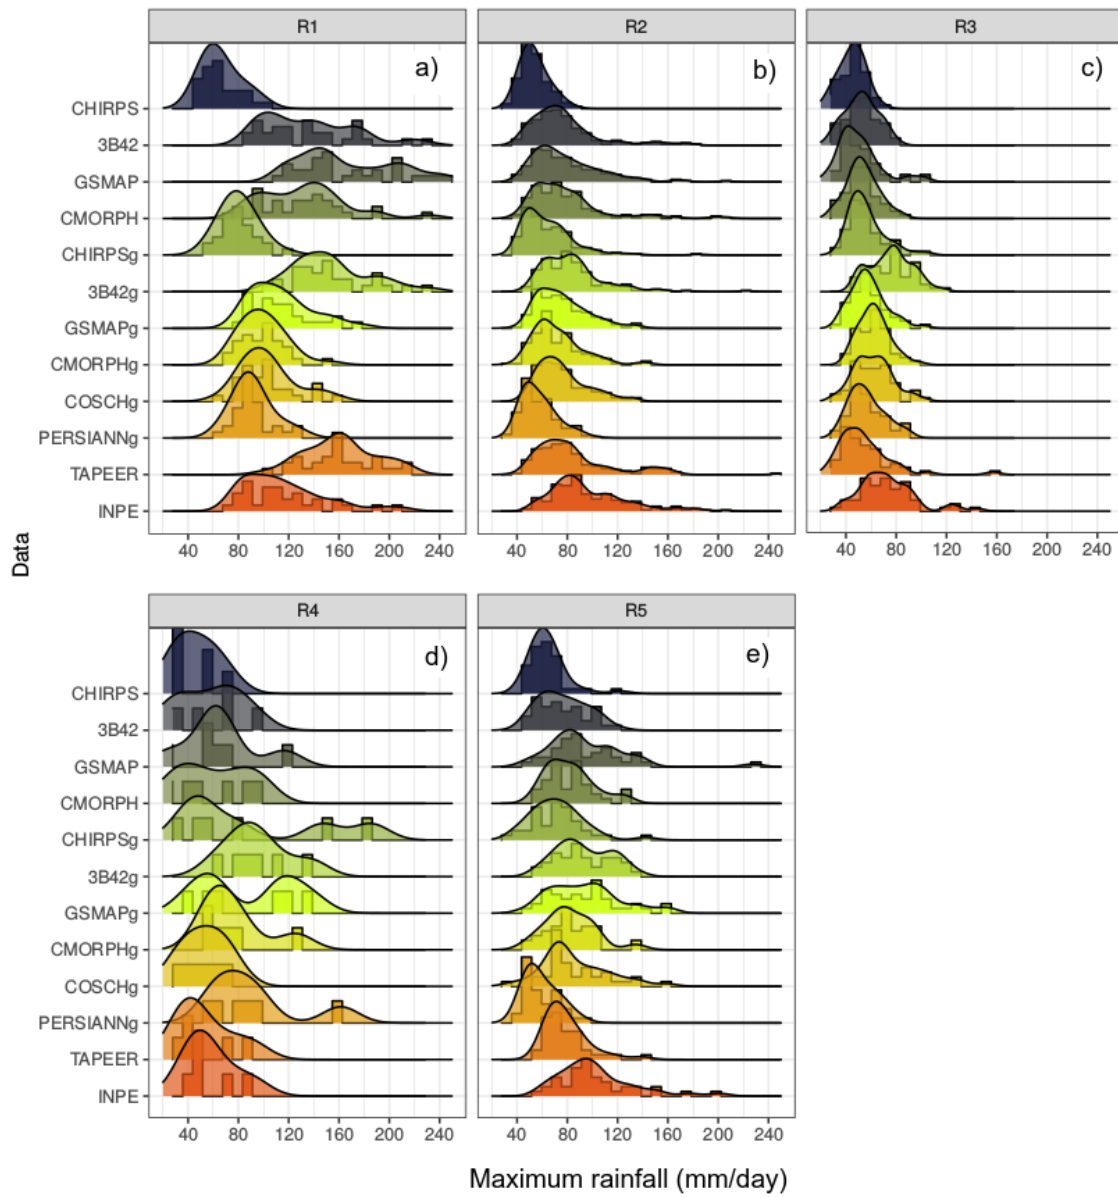 R1 R2 R3
a) b) c)
CHIRPS
3B42
GSMAP
CMORPH
CHIRPSg
3B42g
GSMAPg
CMORPHg
COSCHg
PERSIANNg
TAPEER
INPE
40 80 120 160 200 240 40 80 120 160 200 240 40 80 120 160 200 240
Data
R4 R5
d) e)
CHIRPS
3B42
GSMAP
CMORPH
CHIRPSg
3B42g
GSMAPg
CMORPHg
COSCHg
PERSIANNg
TAPEER
INPE
40 80 120 160 200 240 40 80 120 160 200 240
Maximum rainfall (mm/day)